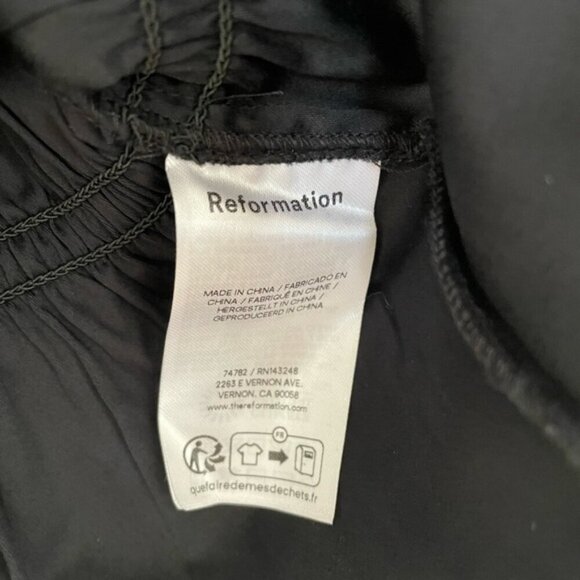 Reformation
MADE IN CHINA / FABRICADO EN
CHINA / FABRIQUÉ EN CHINE /
HERGESTELLT IN CHINA /
GEPRODUCEERD IN CHINA
74782 / RN143248
2263 E VERNON AVE.
VERNON, CA 90058
www.thereformation.com
FR
quefairedemesdechets.fr